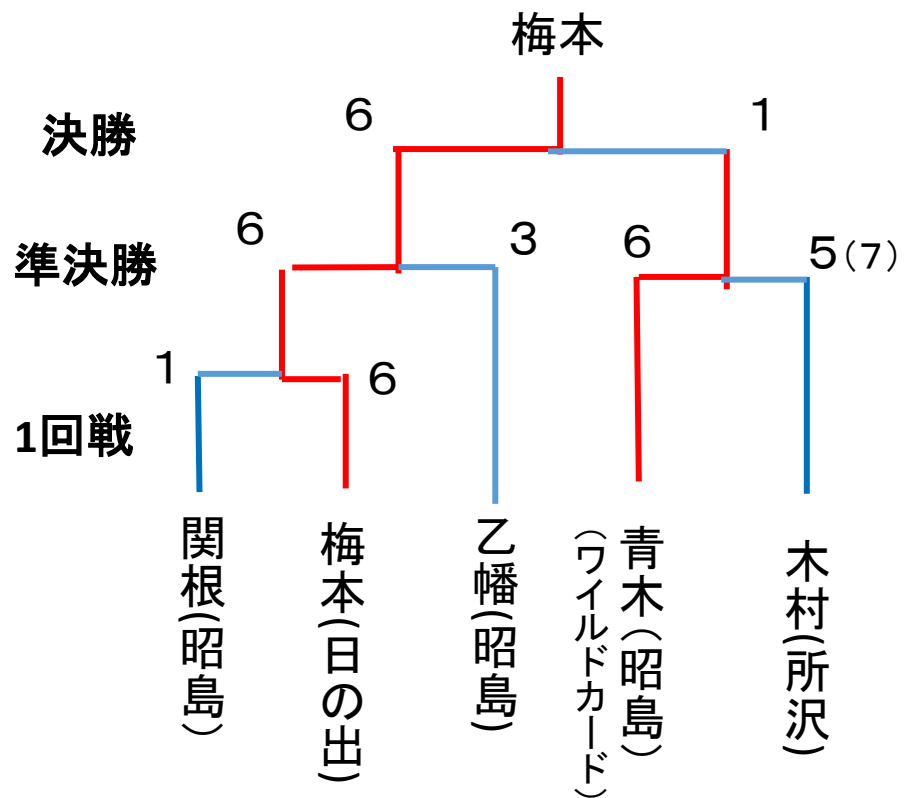 梅本
決勝
6
1
準決勝
6
3
6
5(7)
1回戦
1
6
関根(昭島)
梅本(日の出)
乙幡(昭島)
青木(昭島)
(ワイルドカード)
木村(所沢)